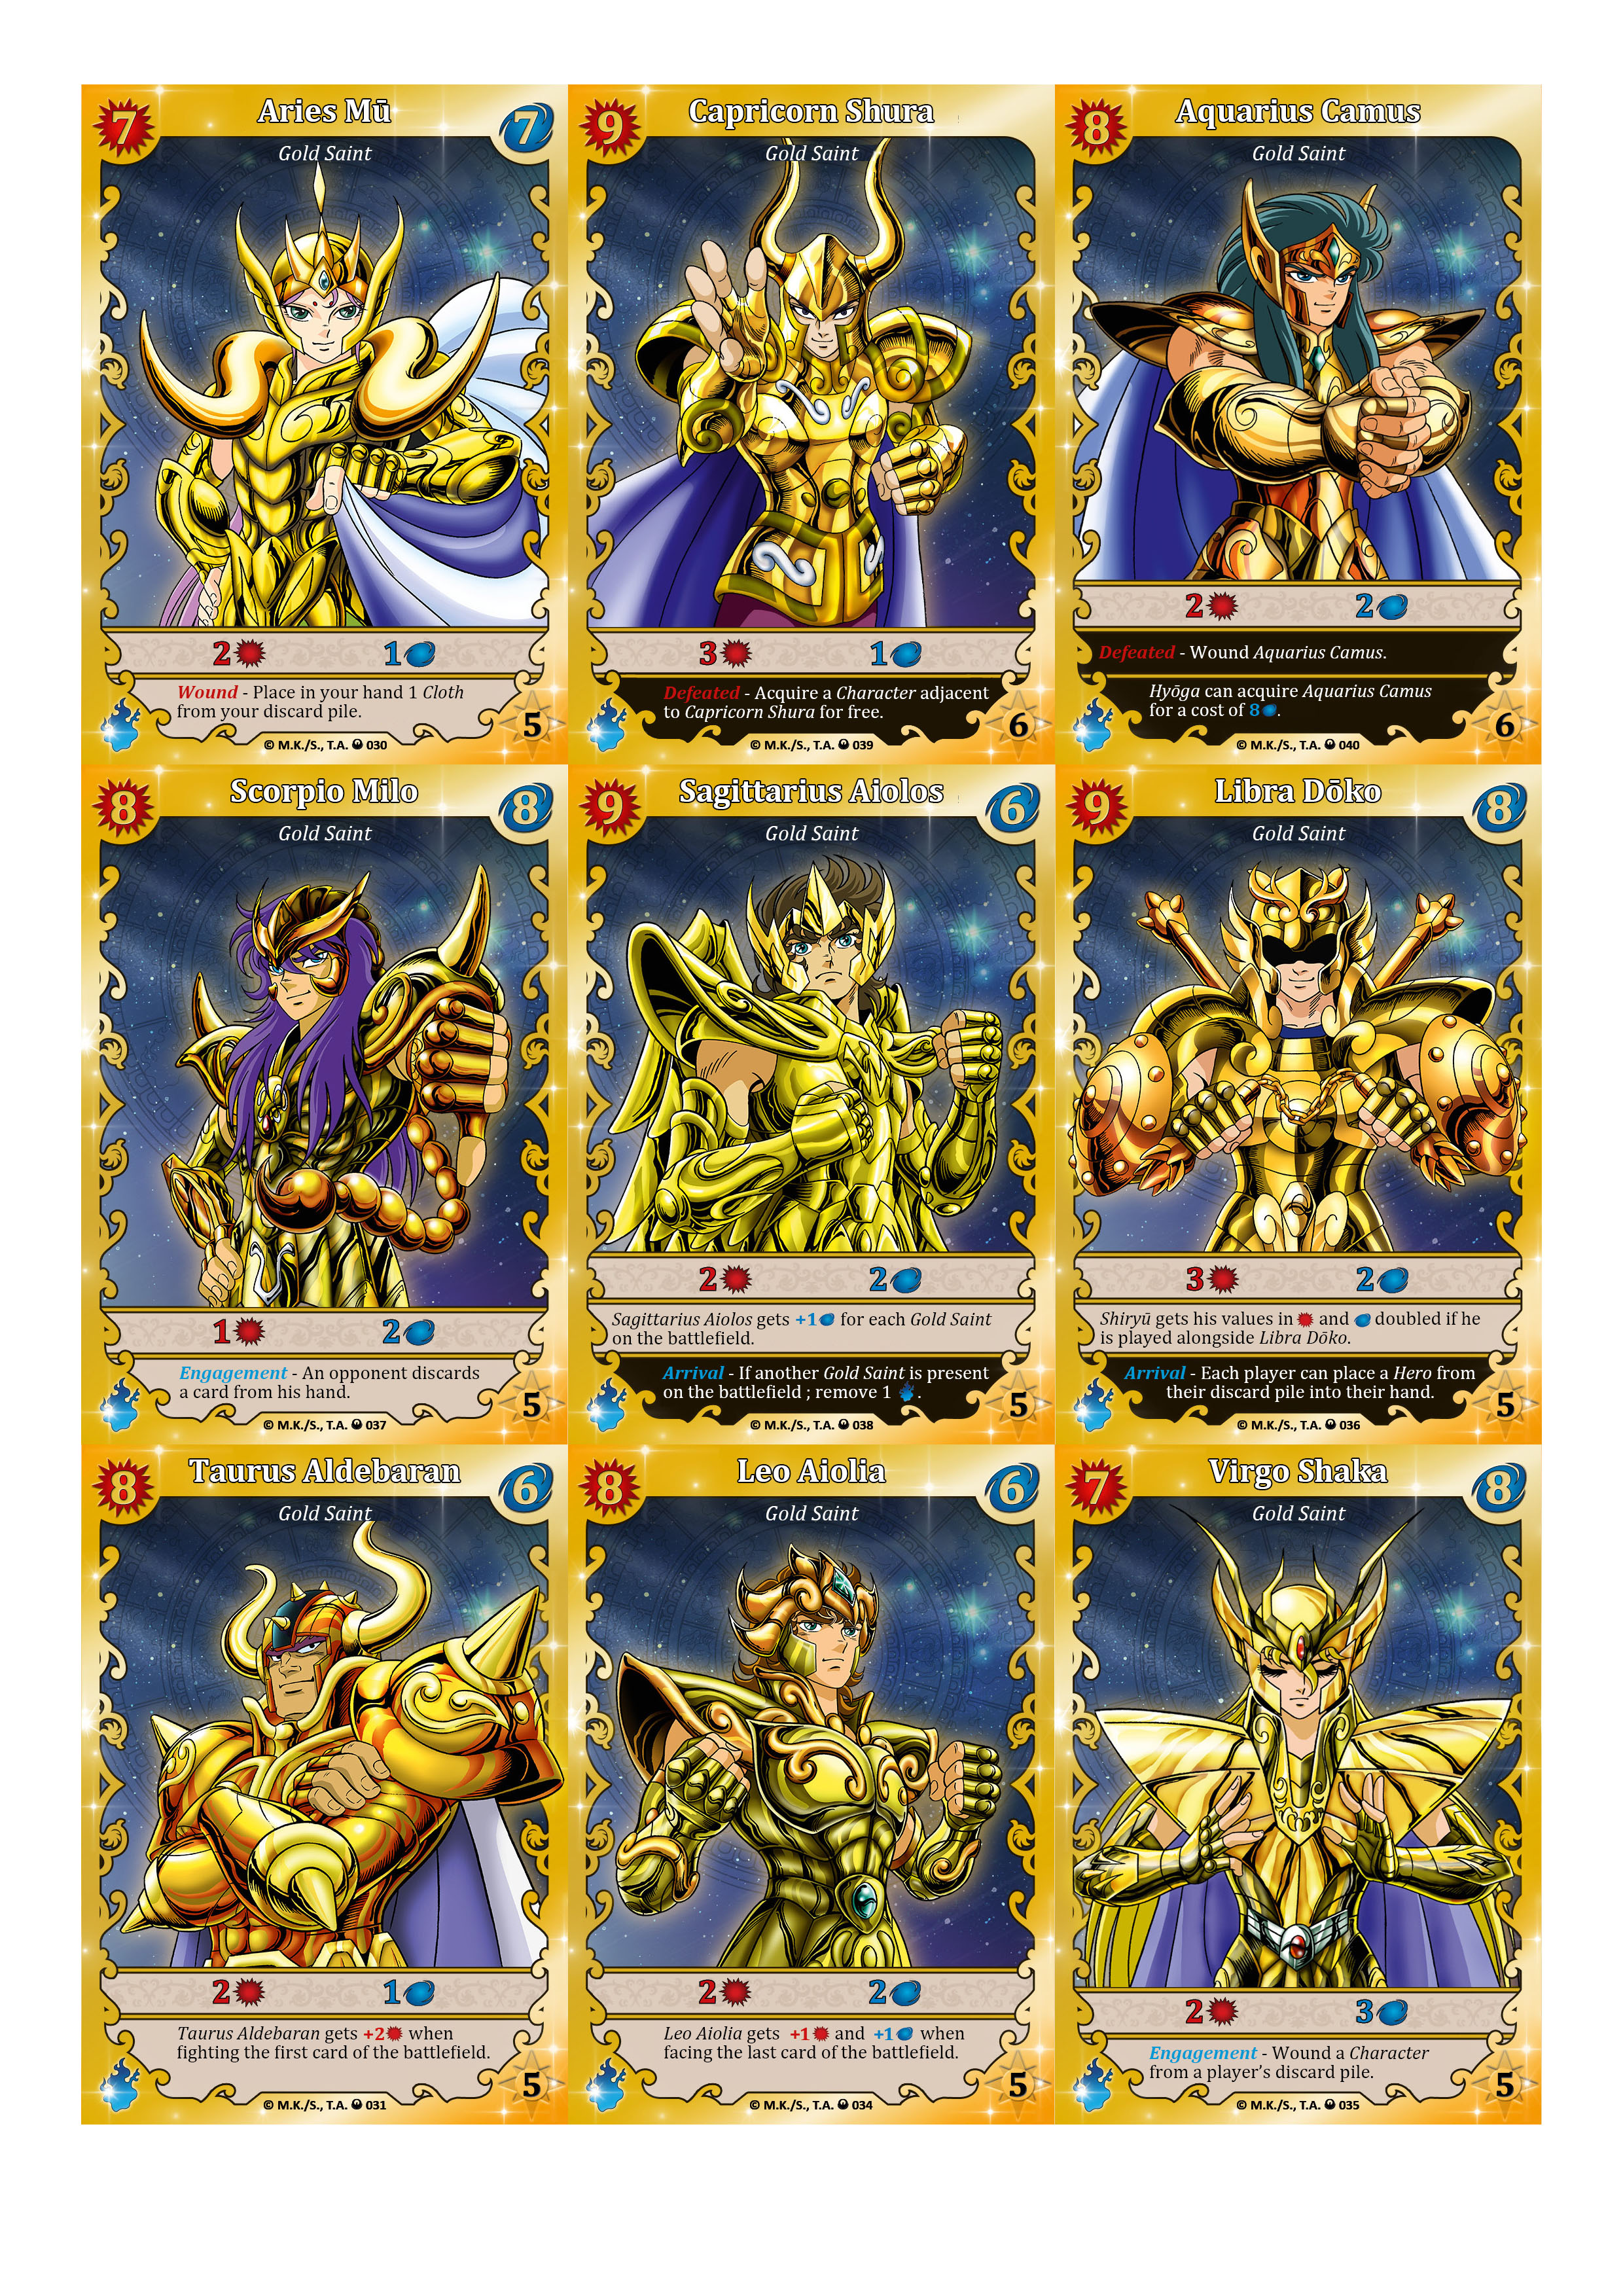 Aries Mū
7
7
Gold Saint
2 1
Wound - Place in your hand 1 Cloth
from your discard pile.
5
© M.K./S., T.A. 030
Capricorn Shura
9
Gold Saint
3 1
Defeated - Acquire a Character adjacent
to Capricorn Shura for free.
6
© M.K./S., T.A. 039
Aquarius Camus
8
Gold Saint
2 2
Defeated - Wound Aquarius Camus.
Hyōga can acquire Aquarius Camus
for a cost of 8.
6
© M.K./S., T.A. 040
Scorpio Milo
8
8
Gold Saint
1 2
Engagement - An opponent discards
a card from his hand.
5
© M.K./S., T.A. 037
Sagittarius Aiolos
9
6
Gold Saint
2 2
Sagittarius Aiolos gets +1 for each Gold Saint
on the battlefield.
Arrival - If another Gold Saint is present
on the battlefield ; remove 1 .
5
© M.K./S., T.A. 038
Libra Dōko
9
8
Gold Saint
3 2
Shiryū gets his values in and doubled if he
is played alongside Libra Dōko.
Arrival - Each player can place a Hero from
their discard pile into their hand.
5
© M.K./S., T.A. 036
Taurus Aldebaran
8
6
Gold Saint
2 1
Taurus Aldebaran gets +2 when
fighting the first card of the battlefield.
5
© M.K./S., T.A. 031
Leo Aiolia
8
6
Gold Saint
2 2
Leo Aiolia gets +1 and +1 when
facing the last card of the battlefield.
5
© M.K./S., T.A. 034
Virgo Shaka
7
8
Gold Saint
2 3
Engagement - Wound a Character
from a player's discard pile.
5
© M.K./S., T.A. 035